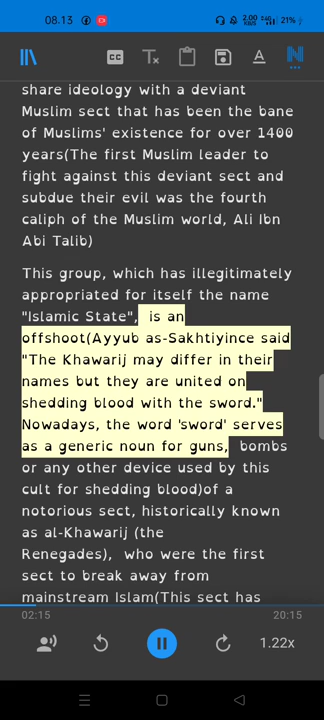 08.13
2,00 KB/S
21%
CC
share ideology with a deviant
Muslim sect that has been the bane
of Muslims' existence for over 1400
years(The first Muslim leader to
fight against this deviant sect and
subdue their evil was the fourth
caliph of the Muslim world, Ali Ibn
Abi Talib)
This group, which has illegitimately
appropriated for itself the name
"Islamic State", is an
offshoot(Ayyub as-Sakhtiyince said
"The Khawarij may differ in their
names but they are united on
shedding blood with the sword."
Nowadays, the word 'sword' serves
as a generic noun for guns, bombs
or any other device used by this
cult for shedding blood)of a
notorious sect, historically known
as al-Khawarij (the
Renegades), who were the first
sect to break away from
mainstream Islam(This sect has
02:15
20:15
1.22x